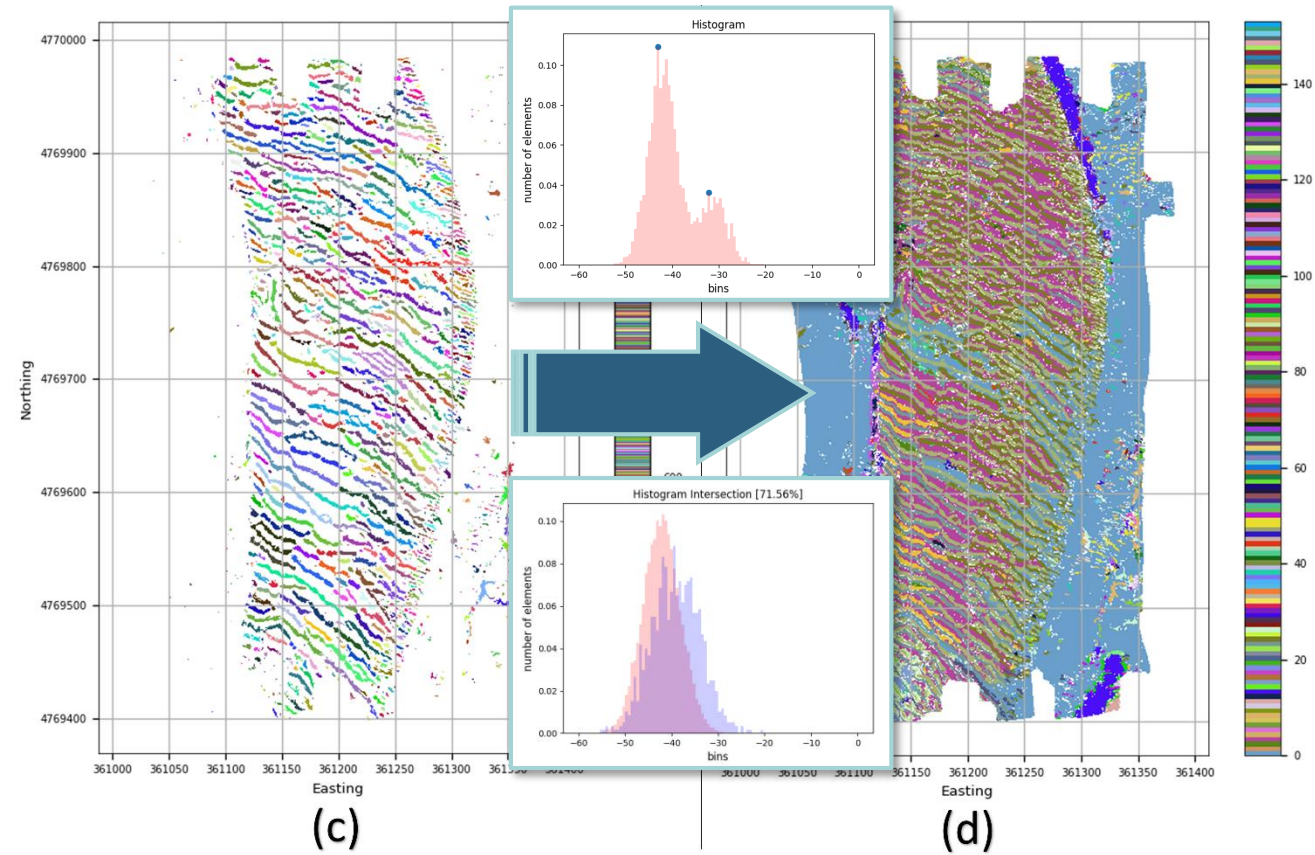 Histogram
number of elements
0.10
0.08
0.06
0.04
0.02
0.00
−60 −50 −40 −30 −20 −10 0
bins
Histogram Intersection [71.56%]
number of elements
0.10
0.08
0.06
0.04
0.02
0.00
−60 −50 −40 −30 −20 −10 0
bins
Northing
4770000
4769900
4769800
4769700
4769600
4769500
4769400
361000 361050 361100 361150 361200 361250 361300
Easting
(c)
361000 361050 361100 361150 361200 361250 361300 361350 361400
Easting
(d)
140
120
100
80
60
40
20
0